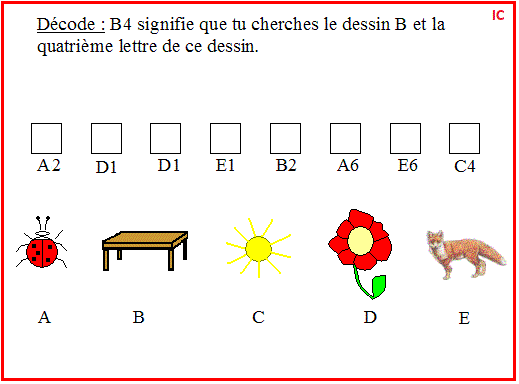 IC
Décode : B4 signifie que tu cherches le dessin B et la
quatrième lettre de ce dessin.
A2 D1 D1 E1 B2 A6 E6 C4
A B C D E